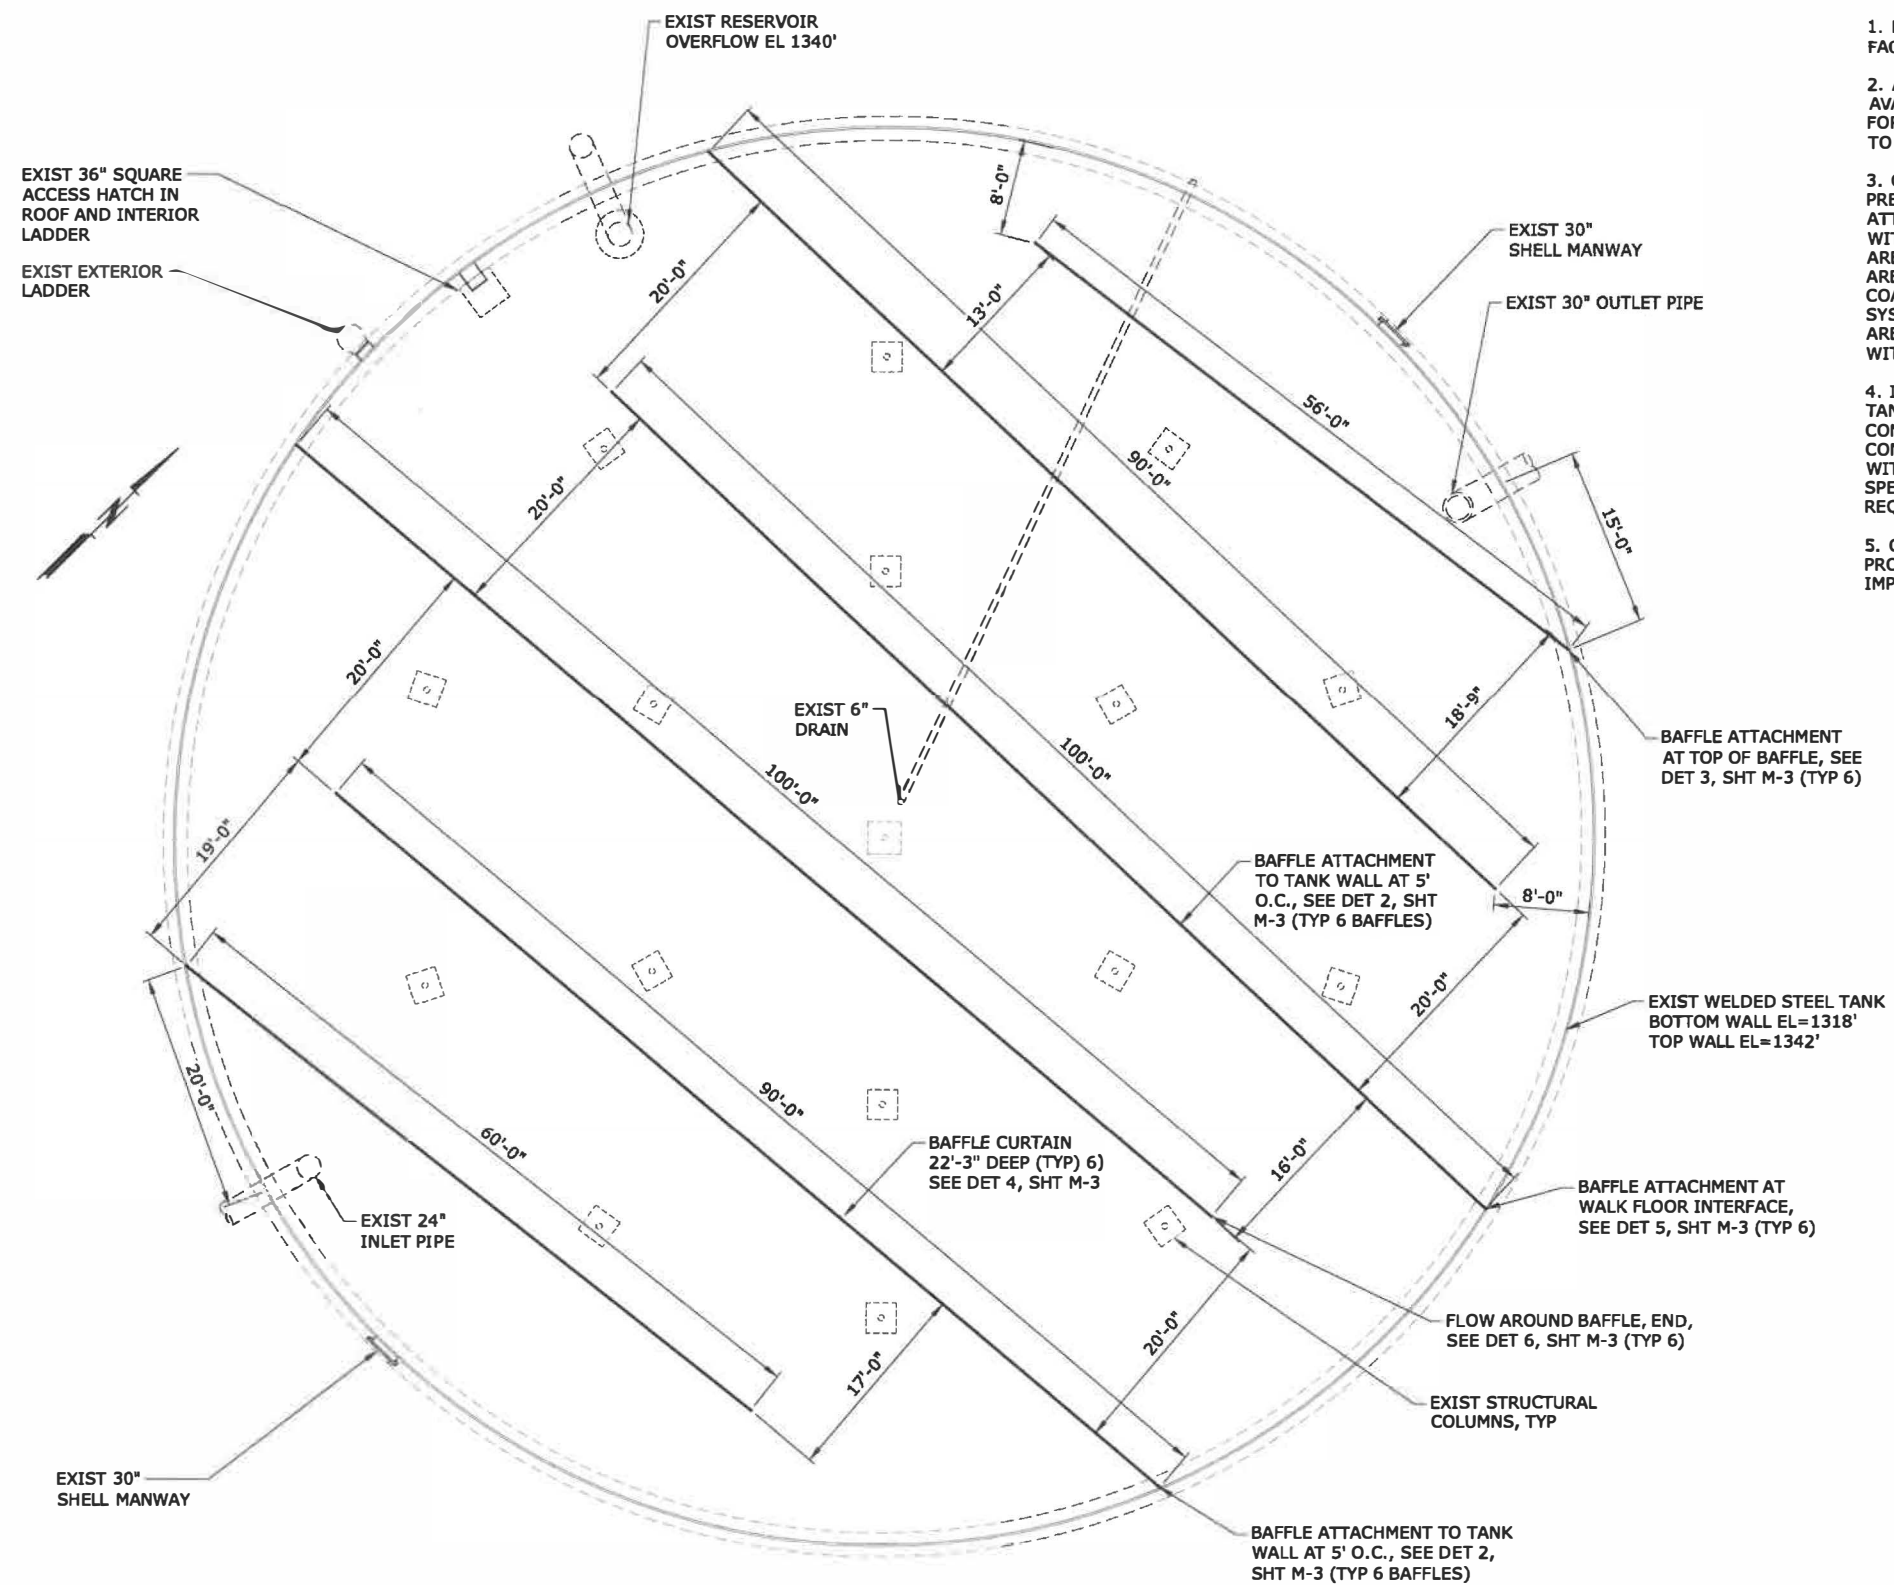 EXIST RESERVOIR
OVERFLOW EL 1340'
EXIST 36" SQUARE
ACCESS HATCH IN
ROOF AND INTERIOR
LADDER
EXIST EXTERIOR
LADDER
N
8'-0"
20'-0"
13'-0"
EXIST 30"
SHELL MANWAY
EXIST 30" OUTLET PIPE
56'-0"
90'-0"
15'-0"
20'-0"
20'-0"
18'-9"
EXIST 6"
DRAIN
100'-0"
100'-0"
BAFFLE ATTACHMENT
AT TOP OF BAFFLE, SEE
DET 3, SHT M-3 (TYP 6)
19'-0"
BAFFLE ATTACHMENT
TO TANK WALL AT 5'
O.C., SEE DET 2, SHT
M-3 (TYP 6 BAFFLES)
8'-0"
20'-0"
EXIST WELDED STEEL TANK
BOTTOM WALL EL=1318'
TOP WALL EL=1342'
20'-0"
60'-0"
90'-0"
BAFFLE CURTAIN
22'-3" DEEP (TYP) 6)
SEE DET 4, SHT M-3
16'-0"
BAFFLE ATTACHMENT AT
WALK FLOOR INTERFACE,
SEE DET 5, SHT M-3 (TYP 6)
EXIST 24"
INLET PIPE
20'-0"
17'-0"
FLOW AROUND BAFFLE, END,
SEE DET 6, SHT M-3 (TYP 6)
EXIST STRUCTURAL
COLUMNS, TYP
EXIST 30"
SHELL MANWAY
BAFFLE ATTACHMENT TO TANK
WALL AT 5' O.C., SEE DET 2,
SHT M-3 (TYP 6 BAFFLES)
1.
2.
FOR
TO
3.
4.
5.